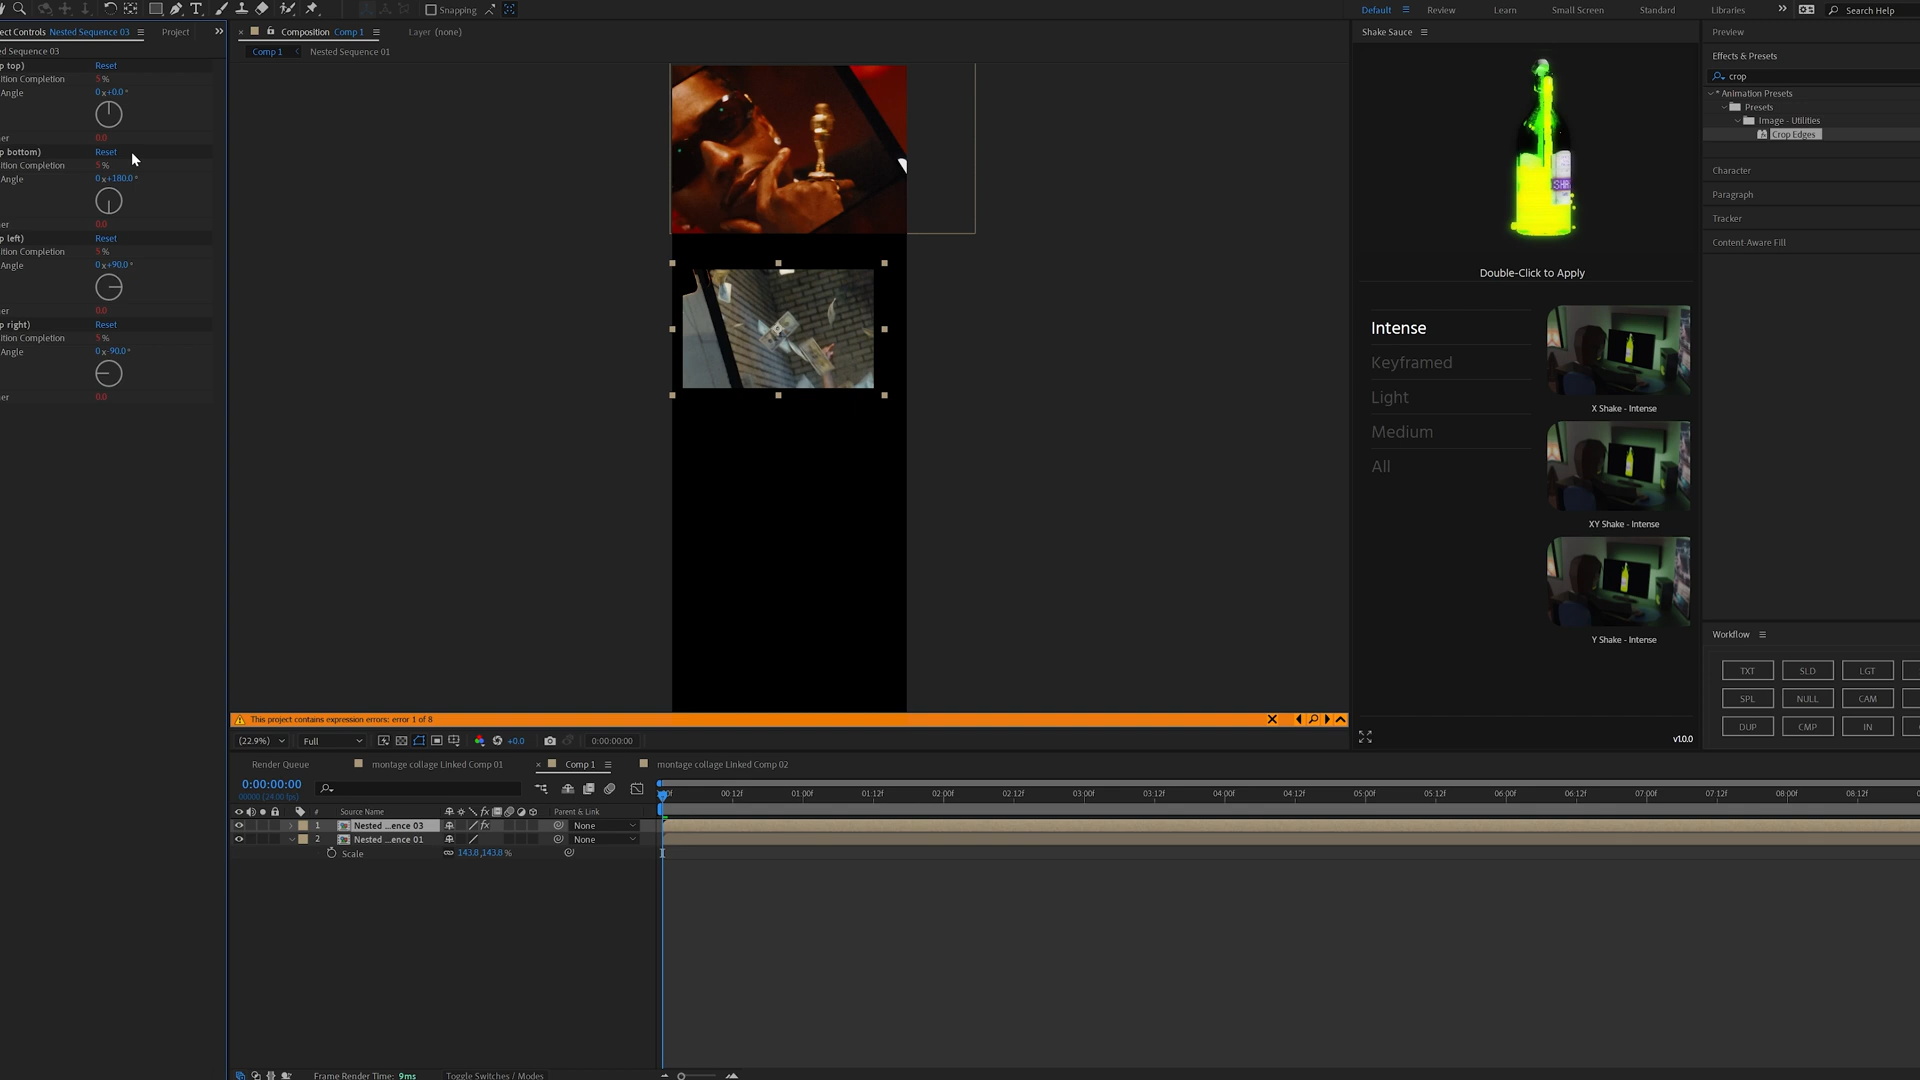 Snapping
Default
Review
Learn
Small Screen
Standard
Libraries
Search Help
ect Controls Nested Sequence 03
Project
Composition Comp 1
Layer (none)
Shake Sauce
Preview
ed Sequence 03
Comp 1
Nested Sequence 01
Effects & Presets
crop
p top)
Reset
ition Completion
5 %
Angle
0 x+0.0 °
er
0.0
p bottom)
Reset
ition Completion
5 %
Angle
0 x+180.0 °
er
0.0
p left)
Reset
ition Completion
5 %
Angle
0 x+90.0 °
er
0.0
p right)
Reset
ition Completion
5 %
Angle
0 x-90.0 °
er
0.0
* Animation Presets
Presets
Image - Utilities
Crop Edges
Character
Paragraph
Tracker
Content-Aware Fill
SH
Double-Click to Apply
Intense
Keyframed
Light
Medium
All
X Shake - Intense
XY Shake - Intense
Y Shake - Intense
v1.0.0
Workflow
TXT
SLD
LGT
SPL
NULL
CAM
DUP
CMP
IN
This project contains expression errors: error 1 of 8
(22.9%)
Full
+0.0
0:00:00:00
Render Queue
montage collage Linked Comp 01
Comp 1
montage collage Linked Comp 02
0:00:00:00
00000 (24.00 fps)
:00f
00:12f
01:00f
01:12f
02:00f
02:12f
03:00f
03:12f
04:00f
04:12f
05:00f
05:12f
06:00f
06:12f
07:00f
07:12f
08:00f
08:12f
#
Source Name
Parent & Link
1
Nested ...ence 03
fx
None
2
Nested ...ence 01
None
Scale
143.8,143.8 %
Frame Render Time: 9ms
Toggle Switches / Modes